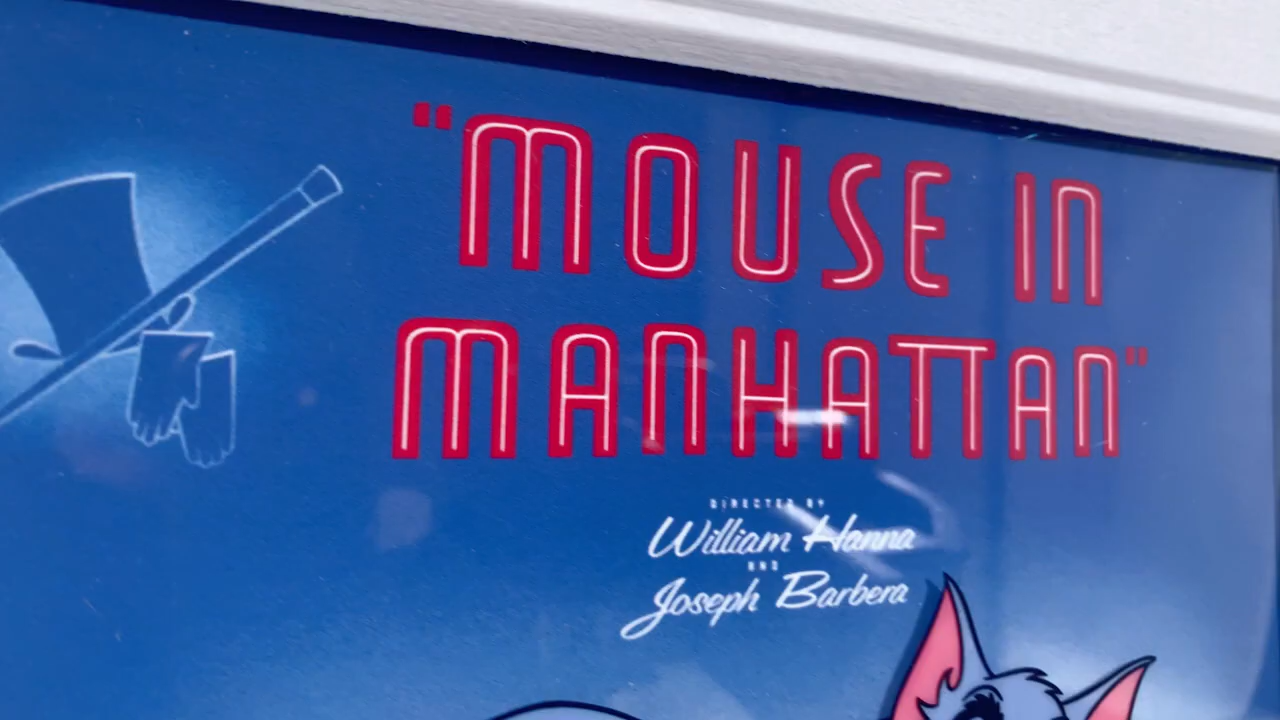 "MOUSE IN
MANHATTAN"
DIRECTED BY
William Hanna
AND
Joseph Barbera